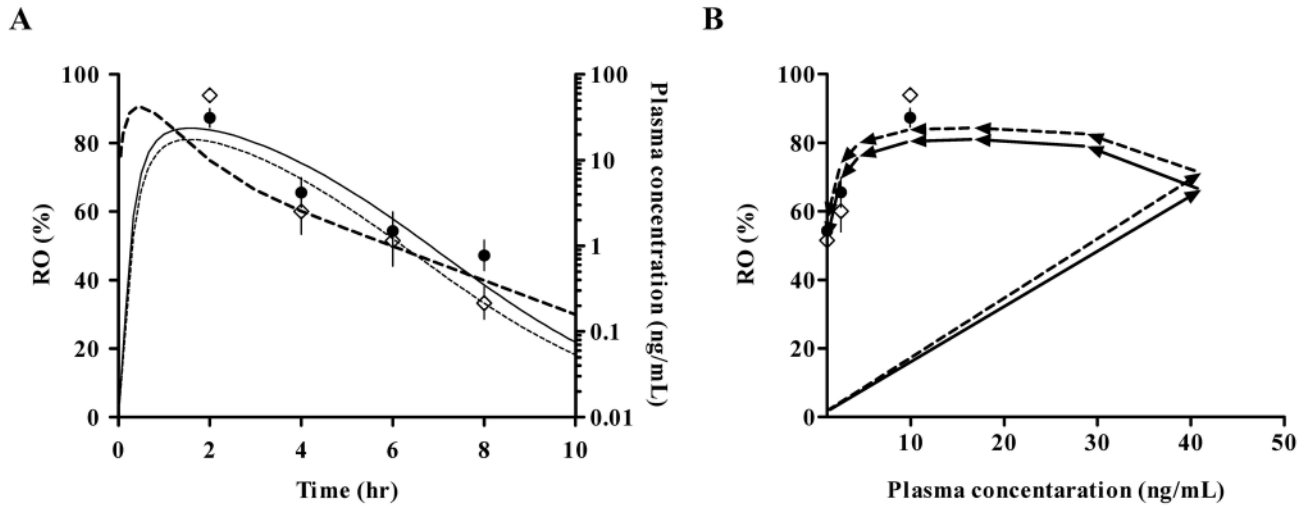 A
B
100
80
60
40
20
0
RO (%)
0 2 4 6 8 10
Time (hr)
100
10
1
0.1
0.01
Plasma concentration (ng/mL)
100
80
60
40
20
0
RO (%)
10 20 30 40 50
Plasma concentaration (ng/mL)